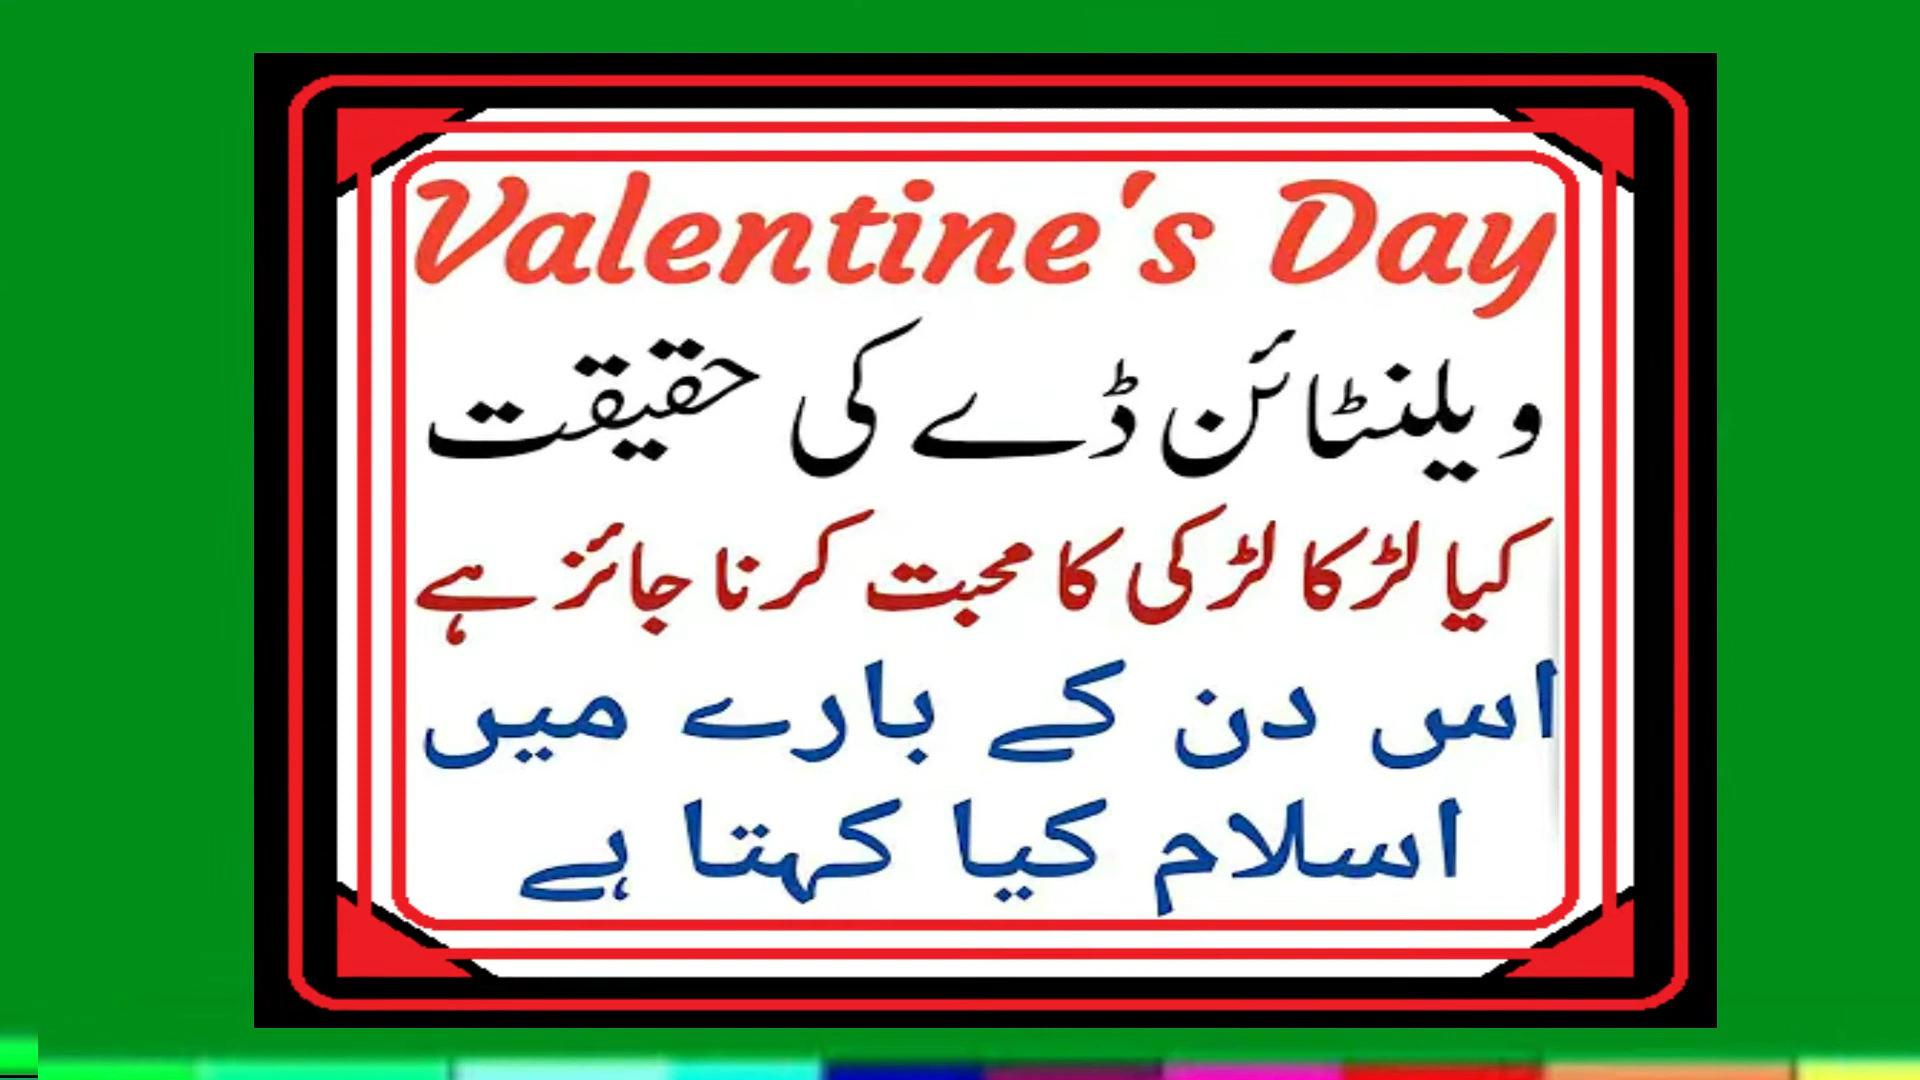 Valentine's Day
ویلنٹائن ڈے کی حقیقت
کیا لڑکا لڑکی کا محبت کرنا جائز ہے
اس دن کے بارے میں
اسلام کیا کہتا ہے